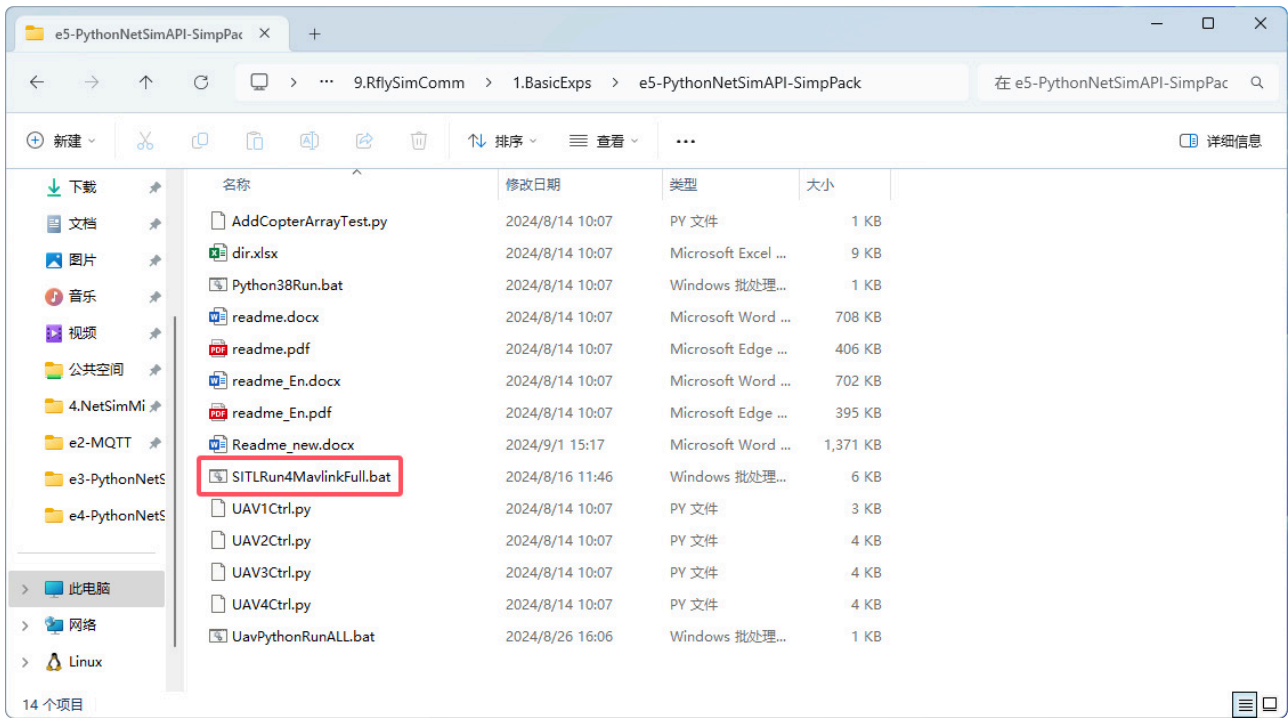 e5-PythonNetSimAPI-SimpPac
9.RflySimComm > 1.BasicExps > e5-PythonNetSimAPI-SimpPack
在 e5-PythonNetSimAPI-SimpPac
新建 排序 查看 ... 详细信息
名称 修改日期 类型 大小
下载
文档
图片
音乐
视频
公共空间
4.NetSimMi
e2-MQTT
e3-PythonNetS
e4-PythonNetS
此电脑
网络
Linux
AddCopterArrayTest.py 2024/8/14 10:07 PY 文件 1 KB
dir.xlsx 2024/8/14 10:07 Microsoft Excel ... 9 KB
Python38Run.bat 2024/8/14 10:07 Windows 批处理... 1 KB
readme.docx 2024/8/14 10:07 Microsoft Word ... 708 KB
readme.pdf 2024/8/14 10:07 Microsoft Edge ... 406 KB
readme_En.docx 2024/8/14 10:07 Microsoft Word ... 702 KB
readme_En.pdf 2024/8/14 10:07 Microsoft Edge ... 395 KB
Readme_new.docx 2024/9/1 15:17 Microsoft Word ... 1,371 KB
SITLRun4MavlinkFull.bat 2024/8/16 11:46 Windows 批处理... 6 KB
UAV1Ctrl.py 2024/8/14 10:07 PY 文件 3 KB
UAV2Ctrl.py 2024/8/14 10:07 PY 文件 4 KB
UAV3Ctrl.py 2024/8/14 10:07 PY 文件 4 KB
UAV4Ctrl.py 2024/8/14 10:07 PY 文件 4 KB
UavPythonRunALL.bat 2024/8/26 16:06 Windows 批处理... 1 KB
14 个项目